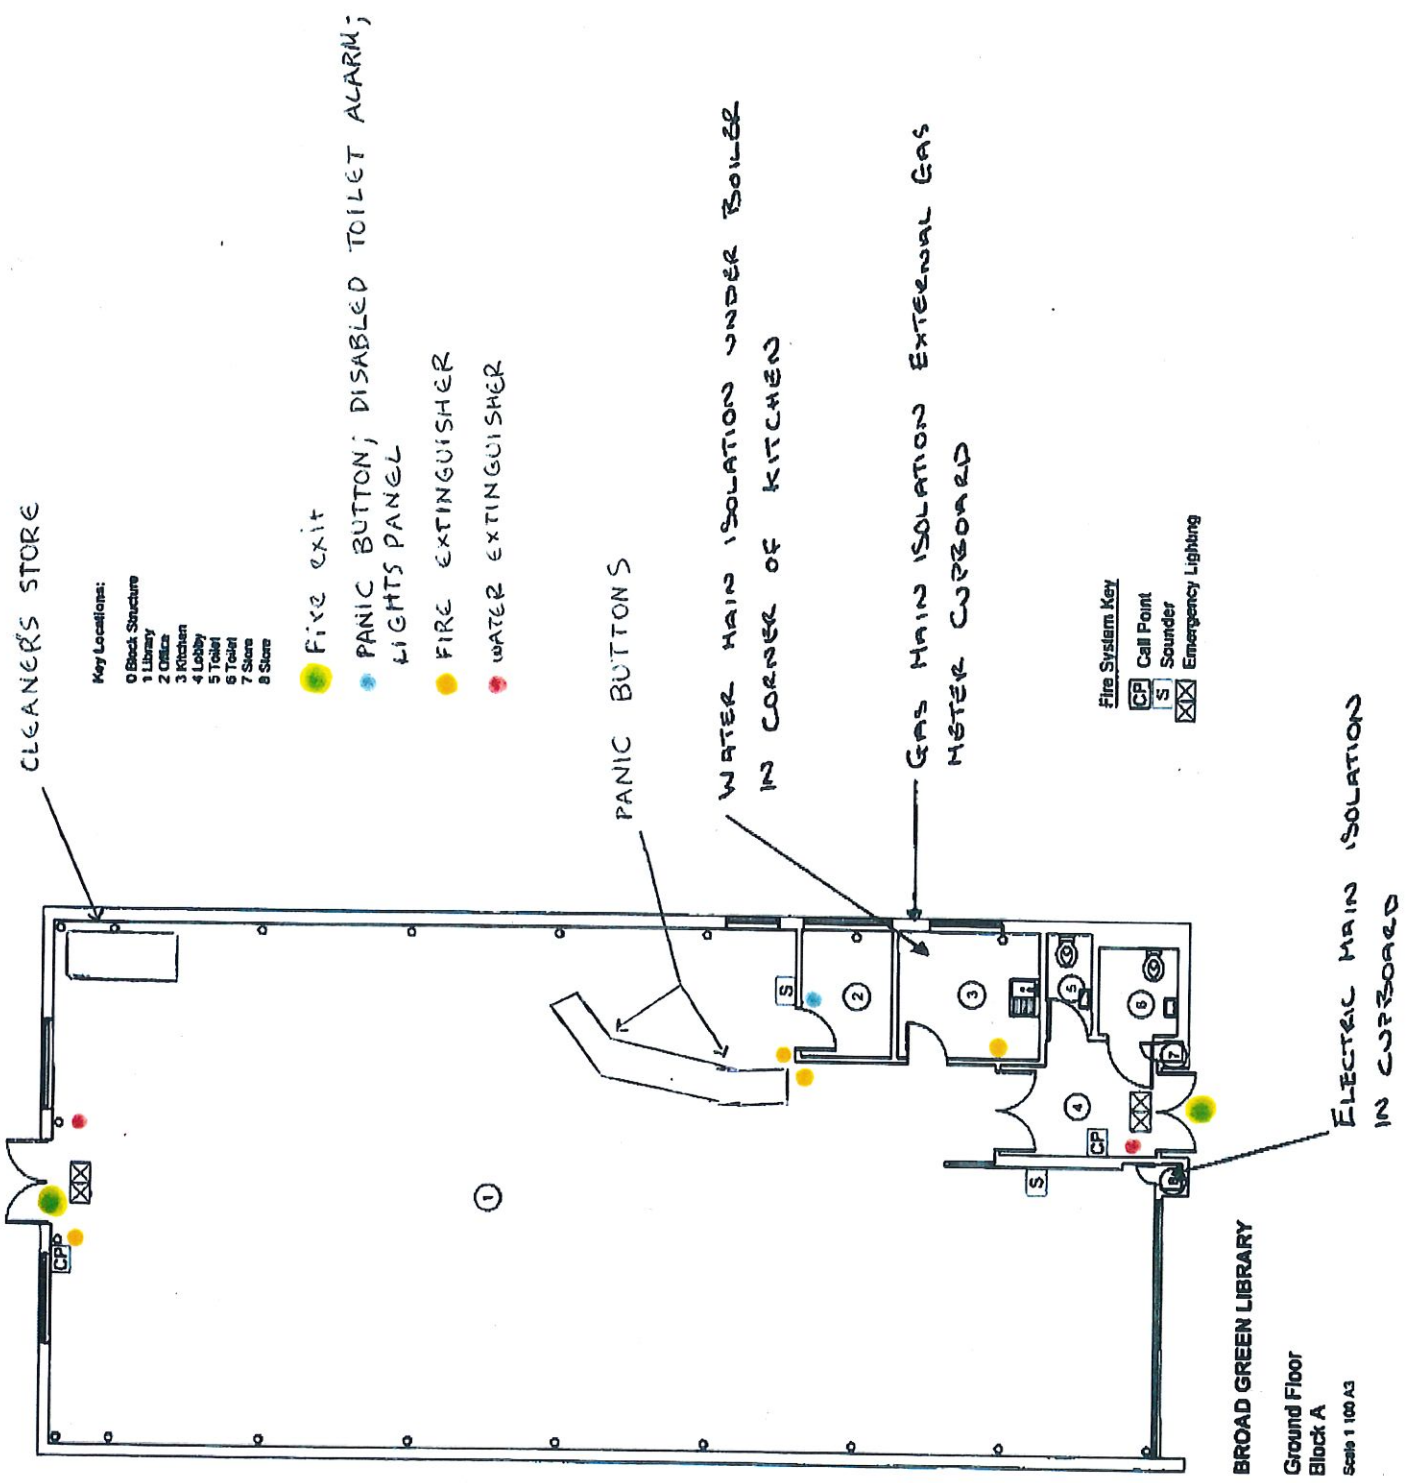 CLEANER'S STORE
Key Locations:
0 Block Structure
1 Library
2 Office
3 Kitchen
4 Lobby
5 Toilet
6 Toilet
7 Store
8 Store
Fire exit
PANIC BUTTON; DISABLED TOILET ALARM;
LIGHTS PANEL
FIRE EXTINGUISHER
WATER EXTINGUISHER
PANIC BUTTONS
WATER MAIN ISOLATION UNDER BOILER
IN CORNER OF KITCHEN
GAS MAIN ISOLATION EXTERNAL GAS
METER CUPBOARD
Fire System Key
CP Call Point
S Sounder
Emergency Lighting
ELECTRIC MAIN ISOLATION
IN CUPBOARD
CP
1
S
2
3
5
6
7
4
CP
S
8
BROAD GREEN LIBRARY
Ground Floor
Block A
Scale 1 100 A3